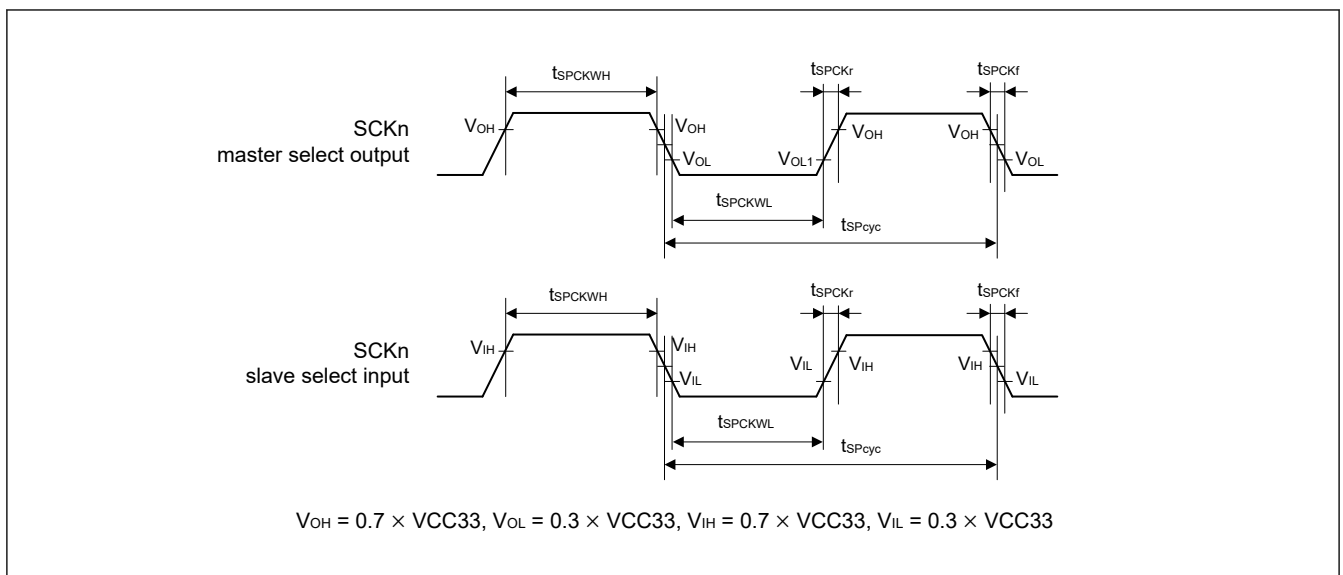 tSPCKWH
tSPCKr
tSPCKf
SCKn
master select output
VOH
VOH
VOL
VOL1
VOH
VOH
VOL
tSPCKWL
tSPcyc
tSPCKWH
tSPCKr
tSPCKf
SCKn
slave select input
VIH
VIH
VIL
VIL
VIH
VIH
VIL
tSPCKWL
tSPcyc
VOH = 0.7 × VCC33, VOL = 0.3 × VCC33, VIH = 0.7 × VCC33, VIL = 0.3 × VCC33